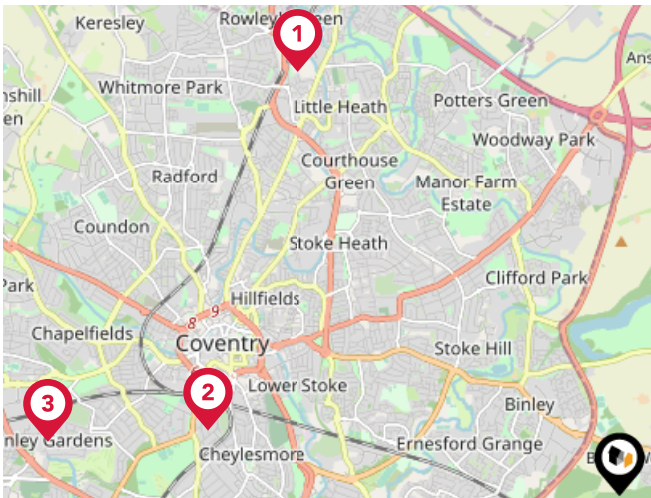 Keresley
Rowley Green
1
Whitmore Park
Little Heath
Potters Green
Woodway Park
Courthouse
Green
Radford
Manor Farm
Estate
Coundon
Stoke Heath
Clifford Park
Park
Hillfields
9
8
Chapelfields
Coventry
Stoke Hill
Lower Stoke
2
3
Binley
nley Gardens
Ernesford Grange
Cheylesmore